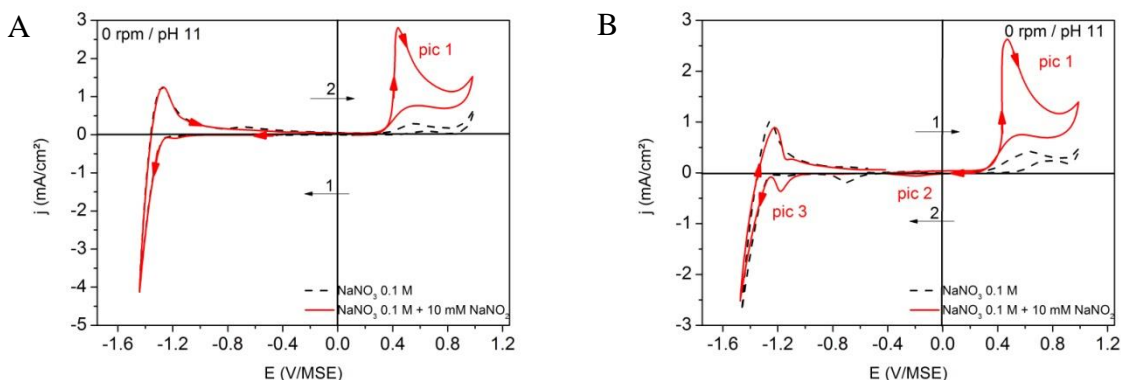 A
0 rpm / pH 11
pic 1
2
1
j (mA/cm²)
3
2
1
0
-1
-2
-3
-4
-5
NaNO₃ 0.1 M
NaNO₃ 0.1 M + 10 mM NaNO₂
-1.6 -1.2 -0.8 -0.4 0.0 0.4 0.8 1.2
E (V/MSE)
B
0 rpm / pH 11
pic 1
1
pic 2
pic 3
2
j (mA/cm²)
3
2
1
0
-1
-2
-3
NaNO₃ 0.1 M
NaNO₃ 0.1 M + 10 mM NaNO₂
-1.6 -1.2 -0.8 -0.4 0.0 0.4 0.8 1.2
E (V/MSE)